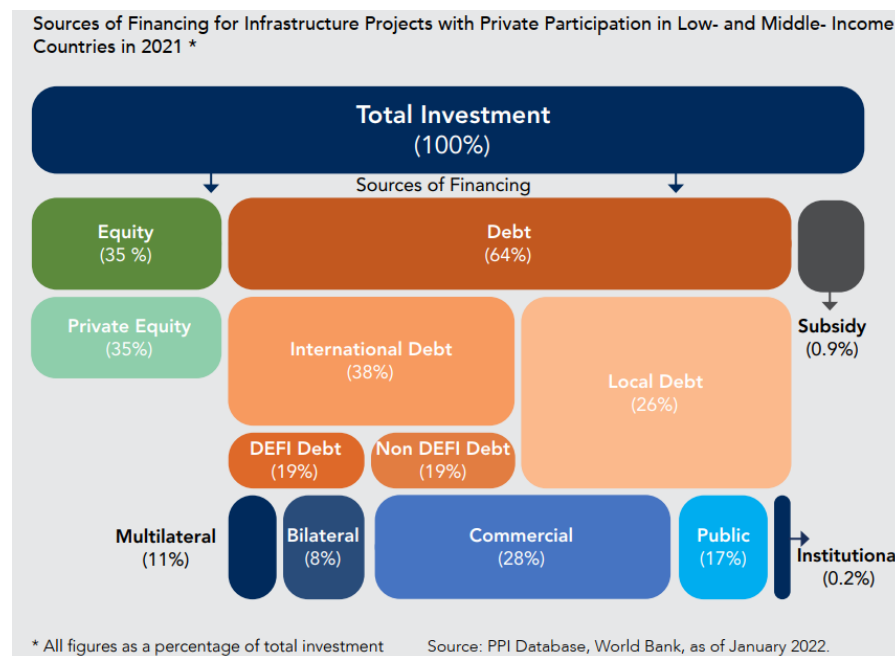 Sources of Financing for Infrastructure Projects with Private Participation in Low- and Middle- Income
Countries in 2021 *
Total Investment
(100%)
Sources of Financing
Equity
(35 %)
Debt
(64%)
Private Equity
(35%)
International Debt
(38%)
Local Debt
(26%)
Subsidy
(0.9%)
DEFI Debt
(19%)
Non DEFI Debt
(19%)
Multilateral
(11%)
Bilateral
(8%)
Commercial
(28%)
Public
(17%)
Institutional
(0.2%)
* All figures as a percentage of total investment
Source: PPI Database, World Bank, as of January 2022.